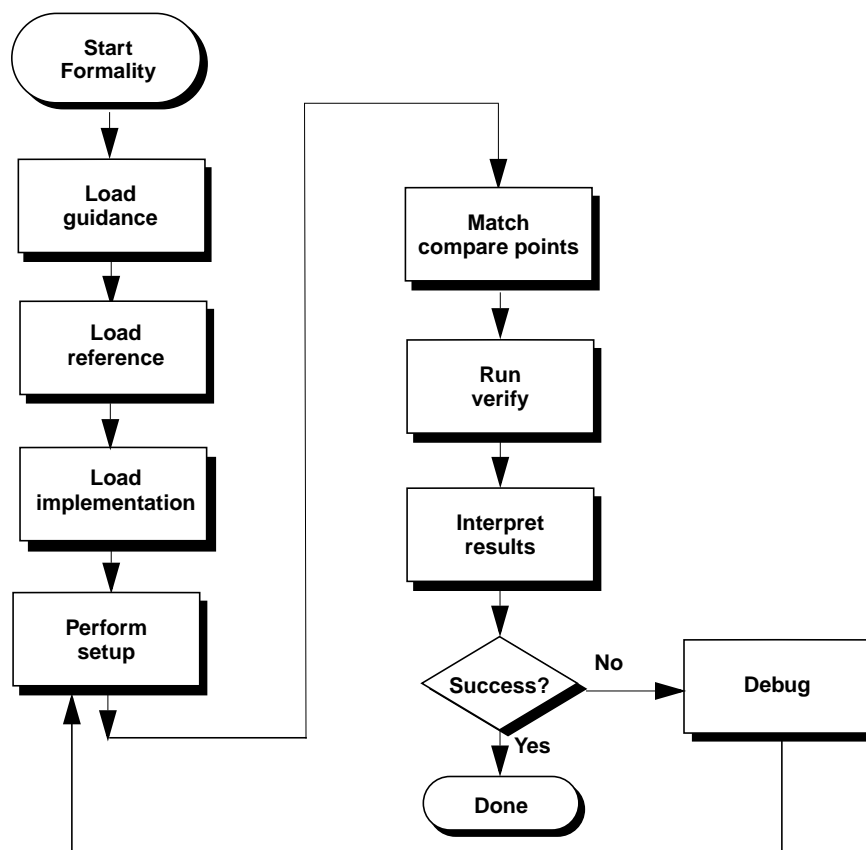 Start
Formality
Load
guidance
Load
reference
Load
implementation
Perform
setup
Match
compare points
Run
verify
Interpret
results
Success?
No
Debug
Yes
Done